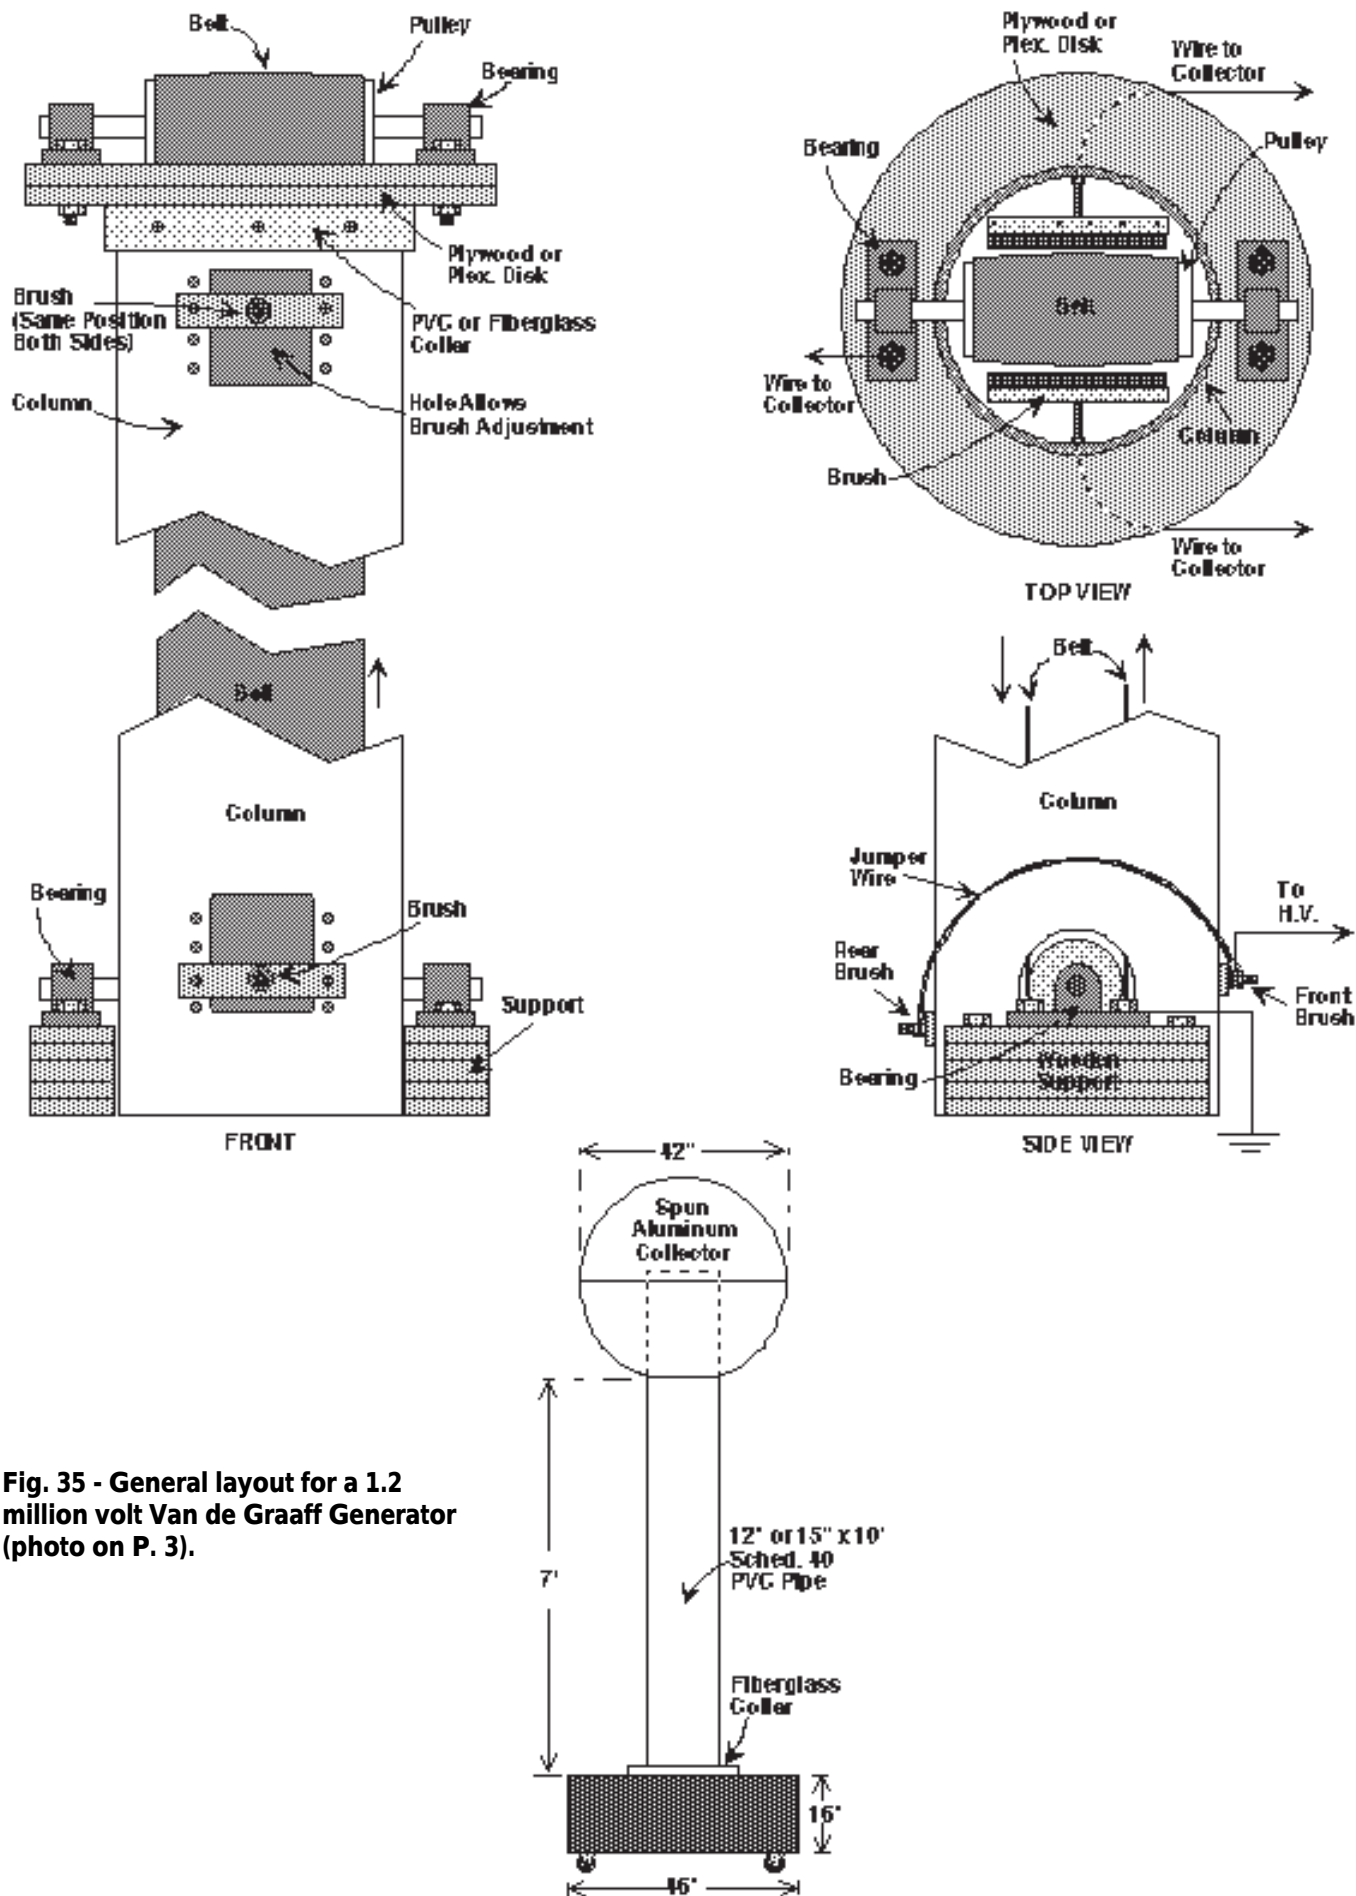 Belt
Pulley
Bearing
Plywood or
Plex. Disk
Brush
(Same Position
Both Sides)
PVC or Fiberglass
Collar
Column
Hole Allows
Brush Adjustment
Belt
Column
Bearing
Brush
Support
FRONT
Plywood or
Plex. Disk
Wire to
Collector
Bearing
Pulley
Belt
Wire to
Collector
Column
Brush
Wire to
Collector
TOP VIEW
Belt
Column
Jumper
Wire
To
H.V.
Rear
Brush
Front
Brush
Wooden
Support
Bearing
SIDE VIEW
42"
Spun
Aluminum
Collector
7'
12" or 15" x 10'
Sched. 40
PVC Pipe
Fiberglass
Collar
16"
46"
Fig. 35 - General layout for a 1.2
million volt Van de Graaff Generator
(photo on P. 3).